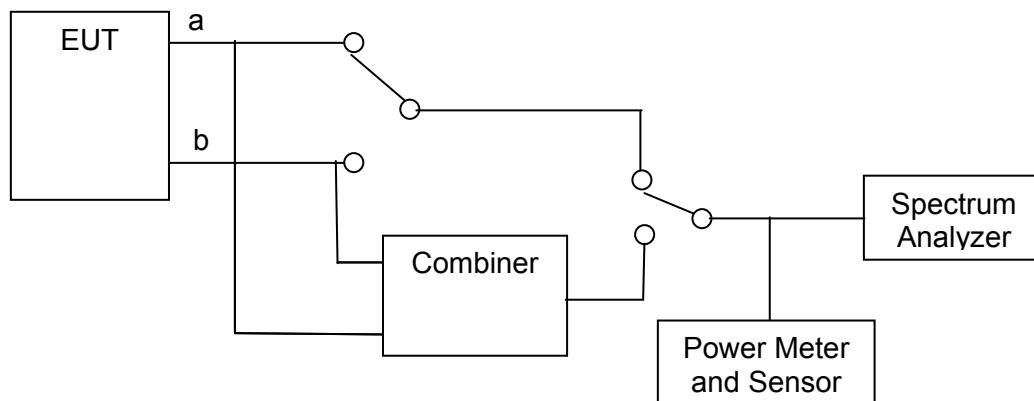 a
EUT
b
Combiner
Spectrum
Analyzer
Power Meter
and Sensor